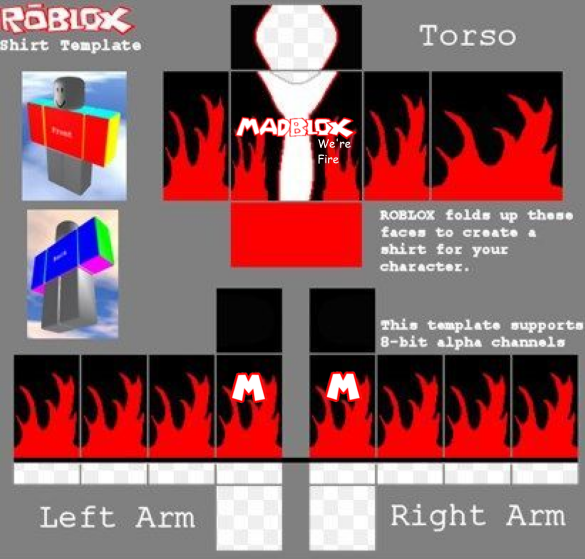 RŌBLOX
Shirt Template
Torso
Front
MADBLOX
We're
Fire
Back
ROBLOX folds up these
faces to create a
shirt for your
character.
This template supports
8-bit alpha channels
M
M
Left Arm
Right Arm